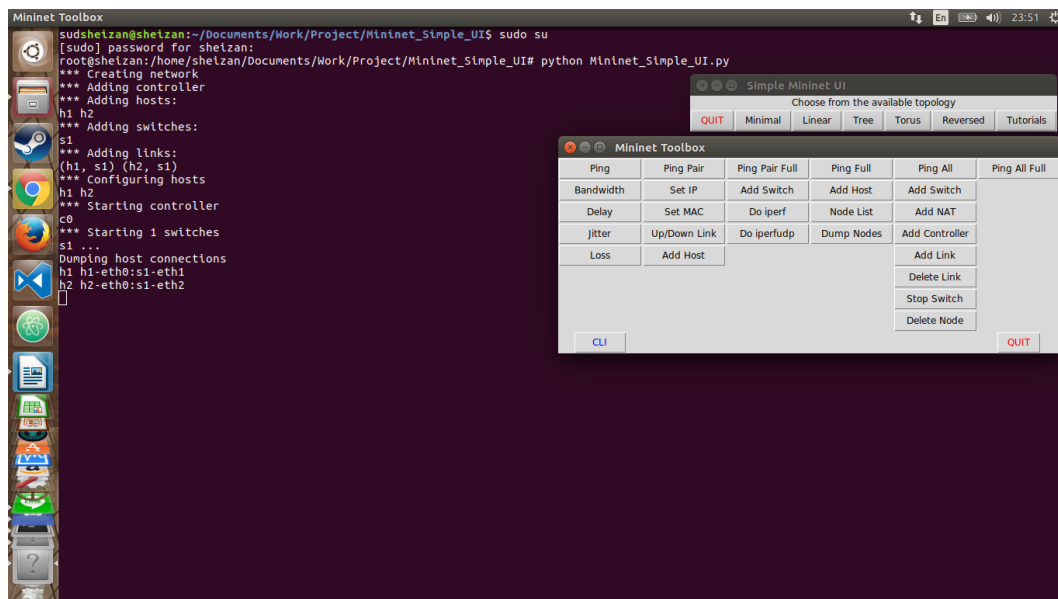 Mininet Toolbox
En
23:51
sudsheizan@sheizan:~/Documents/Work/Project/Mininet_Simple_UI$ sudo su
[sudo] password for sheizan:
root@sheizan:/home/sheizan/Documents/Work/Project/Mininet_Simple_UI# python Mininet_Simple_UI.py
*** Creating network
*** Adding controller
*** Adding hosts:
h1 h2
*** Adding switches:
s1
*** Adding links:
(h1, s1) (h2, s1)
*** Configuring hosts
h1 h2
*** Starting controller
c0
*** Starting 1 switches
s1 ...
Dumping host connections
h1 h1-eth0:s1-eth1
h2 h2-eth0:s1-eth2
Simple Mininet UI
Choose from the available topology
QUIT Minimal Linear Tree Torus Reversed Tutorials
Mininet Toolbox
Ping Ping Pair Ping Pair Full Ping Full Ping All Ping All Full
Bandwidth Set IP Add Switch Add Host Add Switch
Delay Set MAC Do iperf Node List Add NAT
Jitter Up/Down Link Do iperfudp Dump Nodes Add Controller
Loss Add Host Add Link
Delete Link
Stop Switch
Delete Node
CLI QUIT